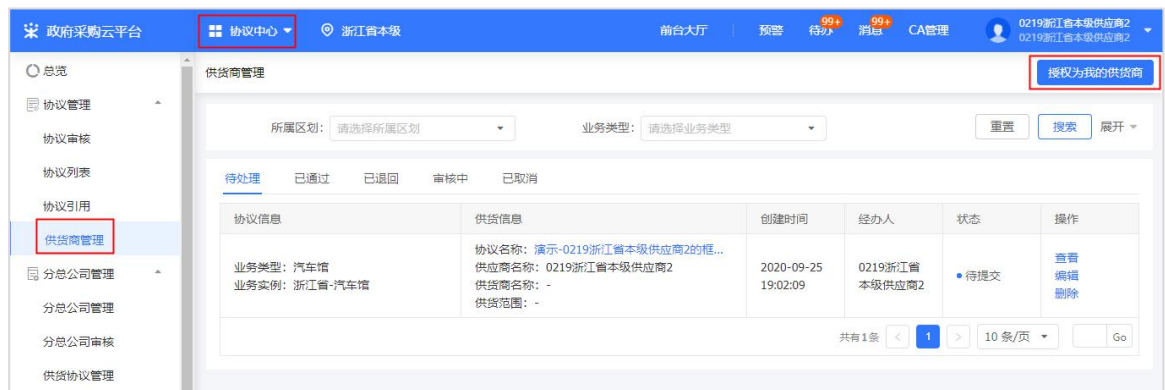 政府采购云平台
协议中心
浙江省本级
前台大厅
预警
待办
99+
消息
99+
CA管理
0219浙江省本级供应商2
0219浙江省本级供应商2
总览
协议管理
协议审核
协议列表
协议引用
供货商管理
分总公司管理
分总公司管理
分总公司审核
供货协议管理
供货商管理
授权为我的供货商
所属区划: 请选择所属区划
业务类型: 请选择业务类型
重置
搜索
展开
待处理 已通过 已退回 审核中 已取消
协议信息 供货信息 创建时间 经办人 状态 操作
业务类型: 汽车馆
业务实例: 浙江省-汽车馆
协议名称: 演示-0219浙江省本级供应商2的框...
供应商名称: 0219浙江省本级供应商2
供货商名称: -
供货范围: -
2020-09-25
19:02:09
0219浙江省
本级供应商2
待提交
查看
编辑
删除
共有1条 < 1 > 10 条/页 Go